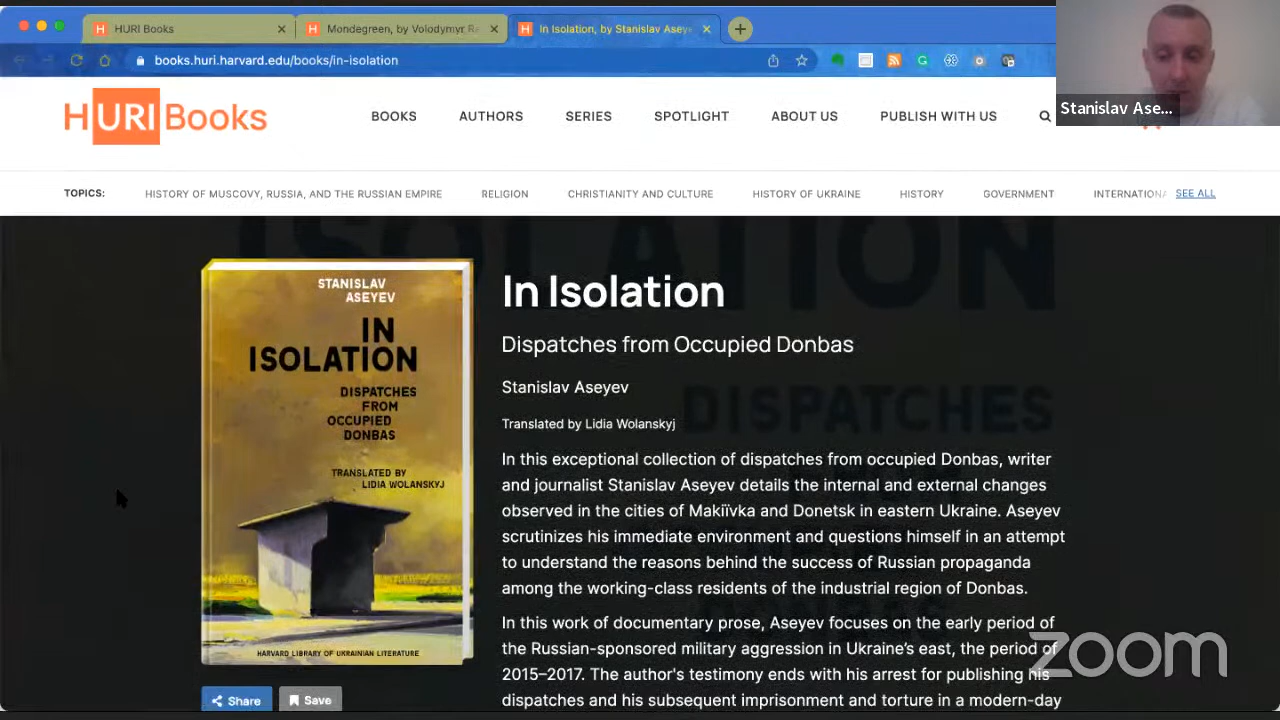 HURI Books
Mondegreen, by Volodymyr R
In Isolation, by Stanislav Aseye
books.huri.harvard.edu/books/in-isolation
Stanislav Ase...
HURI Books
BOOKS
AUTHORS
SERIES
SPOTLIGHT
ABOUT US
PUBLISH WITH US
TOPICS:
HISTORY OF MUSCOVY, RUSSIA, AND THE RUSSIAN EMPIRE
RELIGION
CHRISTIANITY AND CULTURE
HISTORY OF UKRAINE
HISTORY
GOVERNMENT
INTERNATIONA
SEE ALL
ISOLATION
DISPATCHES
STANISLAV
ASEYEV
IN
ISOLATION
DISPATCHES
FROM
OCCUPIED
DONBAS
TRANSLATED BY
LIDIA WOLANSKYJ
HARVARD LIBRARY OF UKRAINIAN LITERATURE
Share
Save
In Isolation
Dispatches from Occupied Donbas
Stanislav Aseyev
Translated by Lidia Wolanskyj
In this exceptional collection of dispatches from occupied Donbas, writer
and journalist Stanislav Aseyev details the internal and external changes
observed in the cities of Makiïvka and Donetsk in eastern Ukraine. Aseyev
scrutinizes his immediate environment and questions himself in an attempt
to understand the reasons behind the success of Russian propaganda
among the working-class residents of the industrial region of Donbas.
In this work of documentary prose, Aseyev focuses on the early period of
the Russian-sponsored military aggression in Ukraine's east, the period of
2015–2017. The author's testimony ends with his arrest for publishing his
dispatches and his subsequent imprisonment and torture in a modern-day
zoom